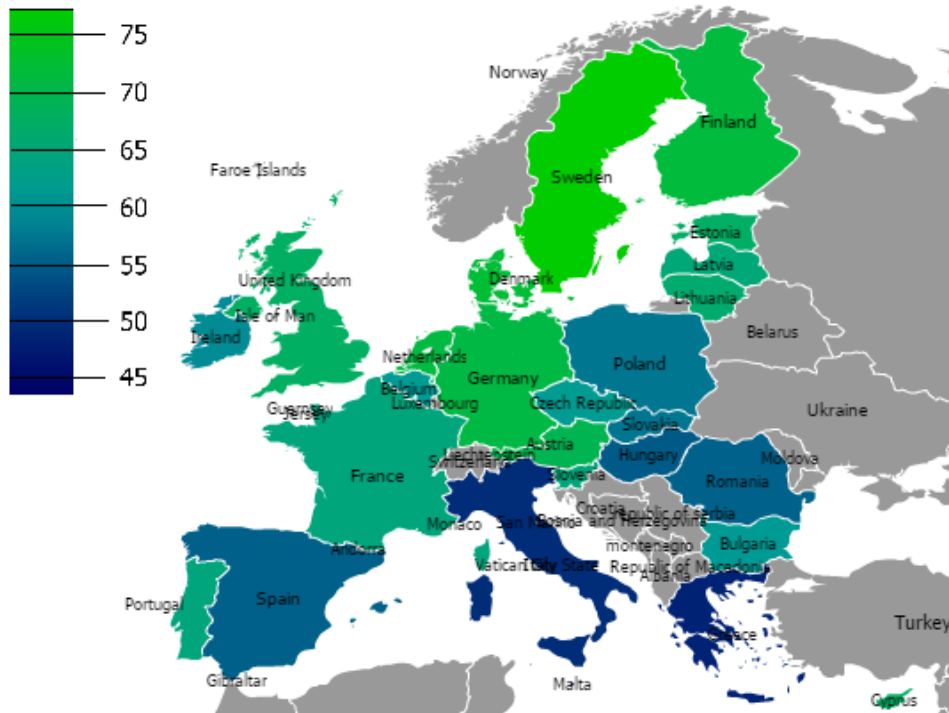 75
70
65
60
55
50
45
Norway
Finland
Faroe Islands
Sweden
Estonia
Latvia
United Kingdom
Denmark
Lithuania
Isle of Man
Ireland
Belarus
Netherlands
Poland
Germany
Belgium
Luxembourg
Czech Republic
Guernsey
Jersey
Ukraine
Slovakia
Austria
Liechtenstein
Switzerland
Hungary
Moldova
France
Slovenia
Romania
Croatia
Republic of serbia
Monaco
San Marino
Bosnia and Herzegovina
Andorra
montenegro
Bulgaria
Vatican City State
Italy
Republic of Macedonia
Albania
Portugal
Spain
Turkey
Greece
Gibraltar
Malta
Cyprus